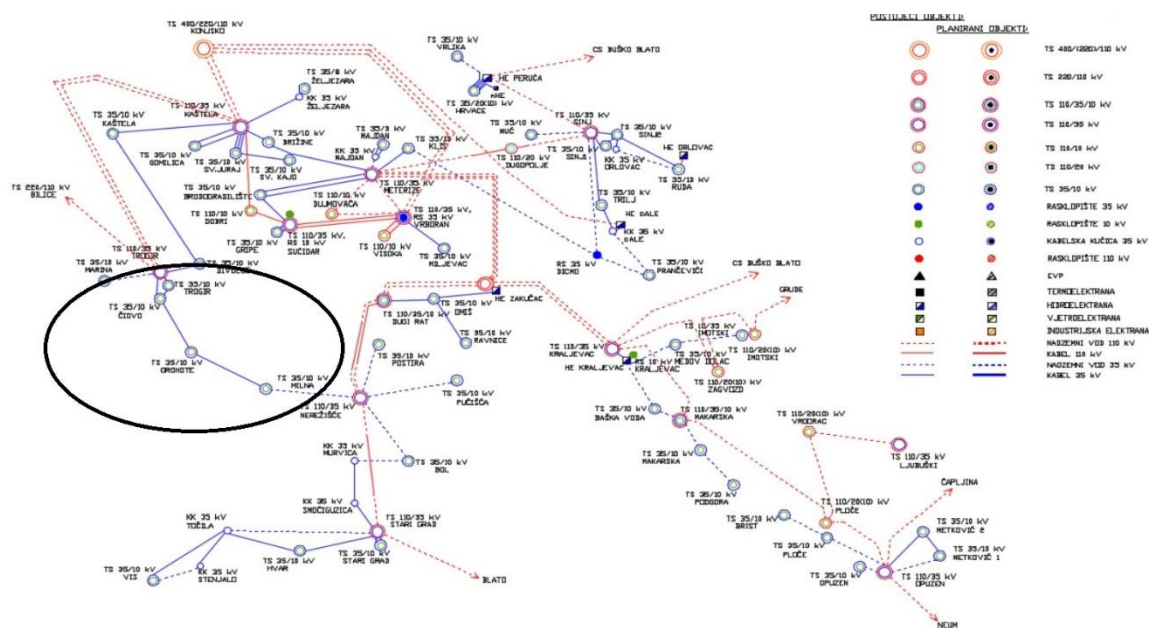 POSTOJEĆI OBJEKTI
PLANIRANI OBJEKTI
TS 400/(220)/110 kV
TS 220/110 kV
TS 110/35/10 kV
TS 110/35 kV
TS 110/10 kV
TS 110/20 kV
TS 35/10 kV
RASKLOPIŠTE 35 kV
RASKLOPIŠTE 10 kV
KABELSKA KUĆICA 35 kV
RASKLOPIŠTE 110 kV
EVP
TERMOELEKTRANA
HIDROELEKTRANA
VJETROELEKTRANA
INDUSTRIJSKA ELEKTRANA
NADZEMNI VOD 110 kV
KABEL 110 kV
NADZEMNI VOD 35 kV
KABEL 35 kV
TS 400/220/110 kV
KONJSKO
TS 35/10 kV
VRLIKA
CS BUŠKO BLATO
HE PERUĆA
mHE
TS 35/20(10) kV
HRVACE
TS 35/8 kV
ŽELJEZARA
KK 35 kV
ŽELJEZARA
TS 110/35 kV
KAŠTELA
TS 35/10 kV
KAŠTELA
TS 35/10 kV
BRIŽINE
TS 35/10 kV
GOMILICA
TS 35/10 kV
SV.JURAJ
TS 35/10 kV
SV. KAJO
TS 35/8 kV
MAJDAN
KK 35 kV
MAJDAN
TS 35/10 kV
KLIS
TS 35/10 kV
MUĆ
TS 110/35 kV
SINJ
TS 35/10 kV
SINJ2
TS 35/10 kV
SINJ1
KK 35 kV
ORLOVAC
HE ORLOVAC
TS 35/10 kV
RUDA
TS 110/20 kV
DUGOPOLJE
TS 110/35 kV
METERIZE
TS 220/110 kV
BILICE
TS 35/10 kV
BRODOGRADILIŠTE
TS 110/10 kV
DUJMOVAČA
TS 110/35 kV,
RS 35 kV
VRBORAN
TS 35/10 kV
TRILJ
HE ĐALE
KK 35 kV
ĐALE
TS 110/10 kV
DOBRI
TS 35/10 kV
GRIPE
TS 110/35 kV,
RS 10 kV
SUĆIDAR
TS 110/10 kV
VISOKA
TS 35/10 kV
MILJEVAC
RS 35 kV
DICMO
TS 35/10 kV
PRANČEVIĆI
TS 110/35 kV
TROGIR
TS 35/10 kV
MARINA
TS 35/10 kV
DIVULJE
TS 35/10 kV
TROGIR
TS 35/10 kV
ČIOVO
HE ZAKUČAC
CS BUŠKO BLATO
GRUDE
TS 110/35/10 kV
DUGI RAT
TS 35/10 kV
OMIŠ
TS 35/10 kV
RAVNICE
TS 110/35 kV
KRALJEVAC
HE KRALJEVAC
RS 10 kV
KRALJEVAC
TS 35/10 kV
MEDOV DOLAC
IMOTSKI
TS 110/20(10) kV
IMOTSKI
TS 110/20(10) kV
ZAGVOZD
TS 35/10 kV
GROHOTE
TS 35/10 kV
POSTIRA
TS 35/10 kV
MILNA
TS 110/35 kV
NEREŽIŠĆE
TS 35/10 kV
PUČIŠĆA
TS 35/10 kV
BAŠKA VODA
TS 110/35/10 kV
MAKARSKA
TS 110/20(10) kV
VRGORAC
TS 110/35 kV
LJUBUŠKI
KK 35 kV
MURVICA
TS 35/10 kV
BOL
TS 35/10 kV
MAKARSKA
TS 35/10 kV
PODGORA
ČAPLJINA
KK 35 kV
SMOČIGUZICA
TS 110/20(10) kV
PLOČE
KK 35 kV
TOČILA
TS 110/35 kV
STARI GRAD
TS 35/10 kV
BRIST
TS 35/10 kV
PLOČE
TS 35/10 kV
METKOVIĆ 2
TS 35/10 kV
METKOVIĆ 1
TS 35/10 kV
VIS
KK 35 kV
STENJALO
TS 35/10 kV
HVAR
TS 35/10 kV
STARI GRAD
BLATO
TS 35/10 kV
OPUZEN
TS 110/35 kV
OPUZEN
NEUM